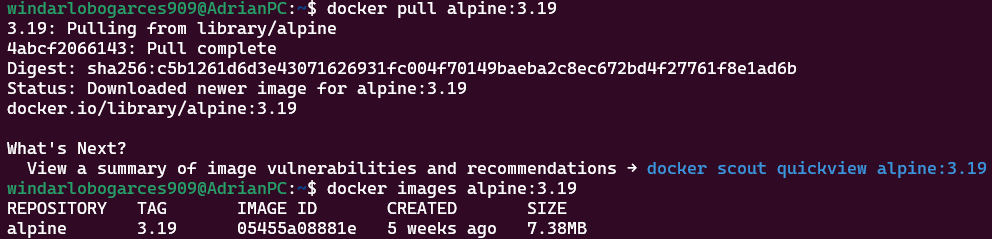 windarlobogarces909@AdrianPC:~$ docker pull alpine:3.19
3.19: Pulling from library/alpine
4abcf2066143: Pull complete
Digest: sha256:c5b1261d6d3e43071626931fc004f70149baeba2c8ec672bd4f27761f8e1ad6b
Status: Downloaded newer image for alpine:3.19
docker.io/library/alpine:3.19
What's Next?
View a summary of image vulnerabilities and recommendations → docker scout quickview alpine:3.19
windarlobogarces909@AdrianPC:~$ docker images alpine:3.19
REPOSITORY TAG IMAGE ID CREATED SIZE
alpine 3.19 05455a08881e 5 weeks ago 7.38MB